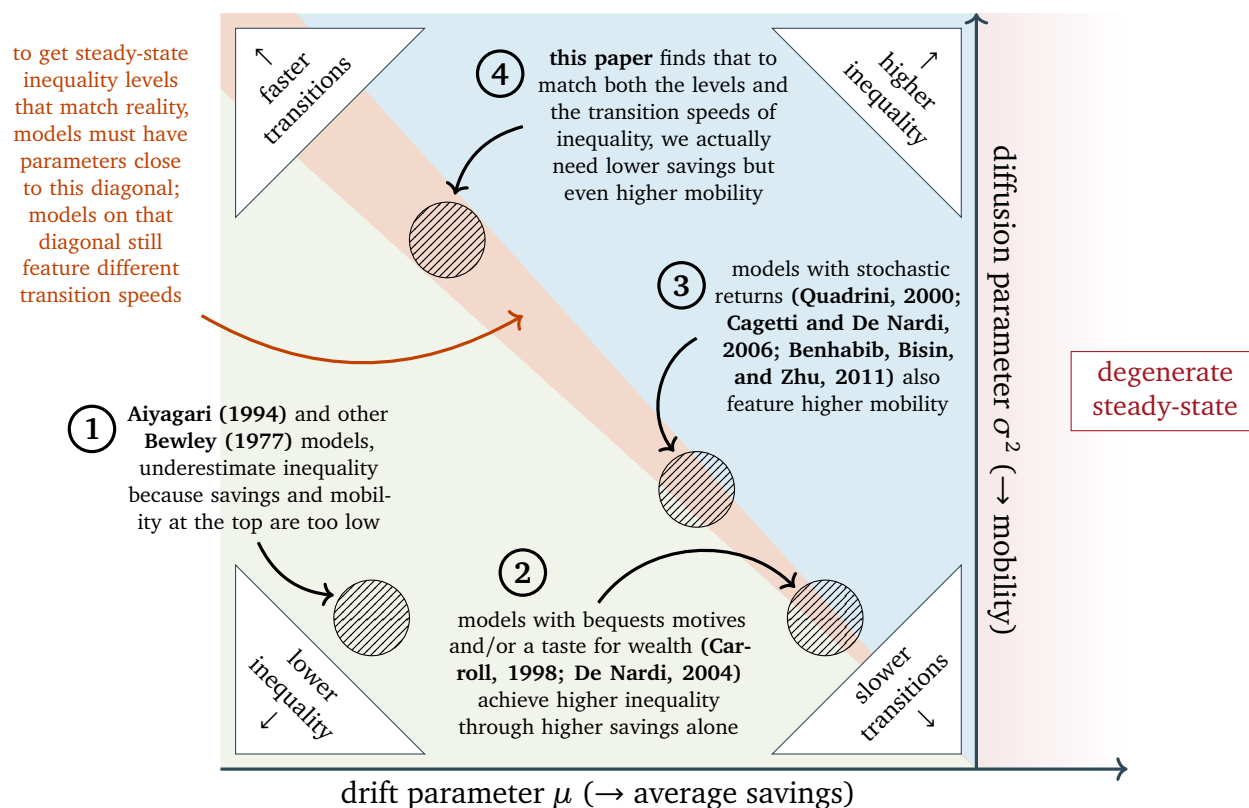 to get steady-state
inequality levels
that match reality,
models must have
parameters close
to this diagonal;
models on that
diagonal still
feature different
transition speeds
↑
faster
transitions
4
this paper finds that to
match both the levels and
the transition speeds of
inequality, we actually
need lower savings but
even higher mobility
↑
higher
inequality
3
models with stochastic
returns (Quadrini, 2000;
Cagetti and De Nardi,
2006; Benhabib, Bisin,
and Zhu, 2011) also
feature higher mobility
diffusion parameter σ² (→ mobility)
degenerate
steady-state
1
Aiyagari (1994) and other
Bewley (1977) models,
underestimate inequality
because savings and mobil-
ity at the top are too low
2
models with bequests motives
and/or a taste for wealth (Car-
roll, 1998; De Nardi, 2004)
achieve higher inequality
through higher savings alone
lower
inequality
↓
slower
transitions
↓
drift parameter μ (→ average savings)